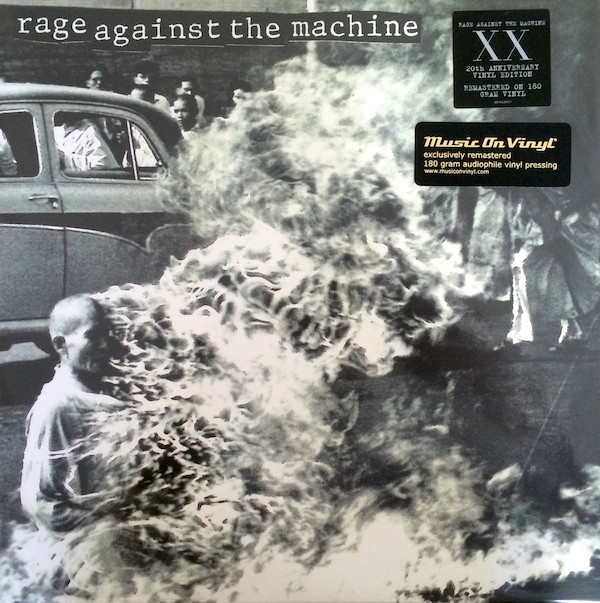 rage against the machine
RAGE AGAINST THE MACHINE
XX
20th ANNIVERSARY
VINYL EDITION
REMASTERED ON 180
GRAM VINYL
Music On Vinyl
exclusively remastered
180 gram audiophile vinyl pressing
www.musiconvinyl.com